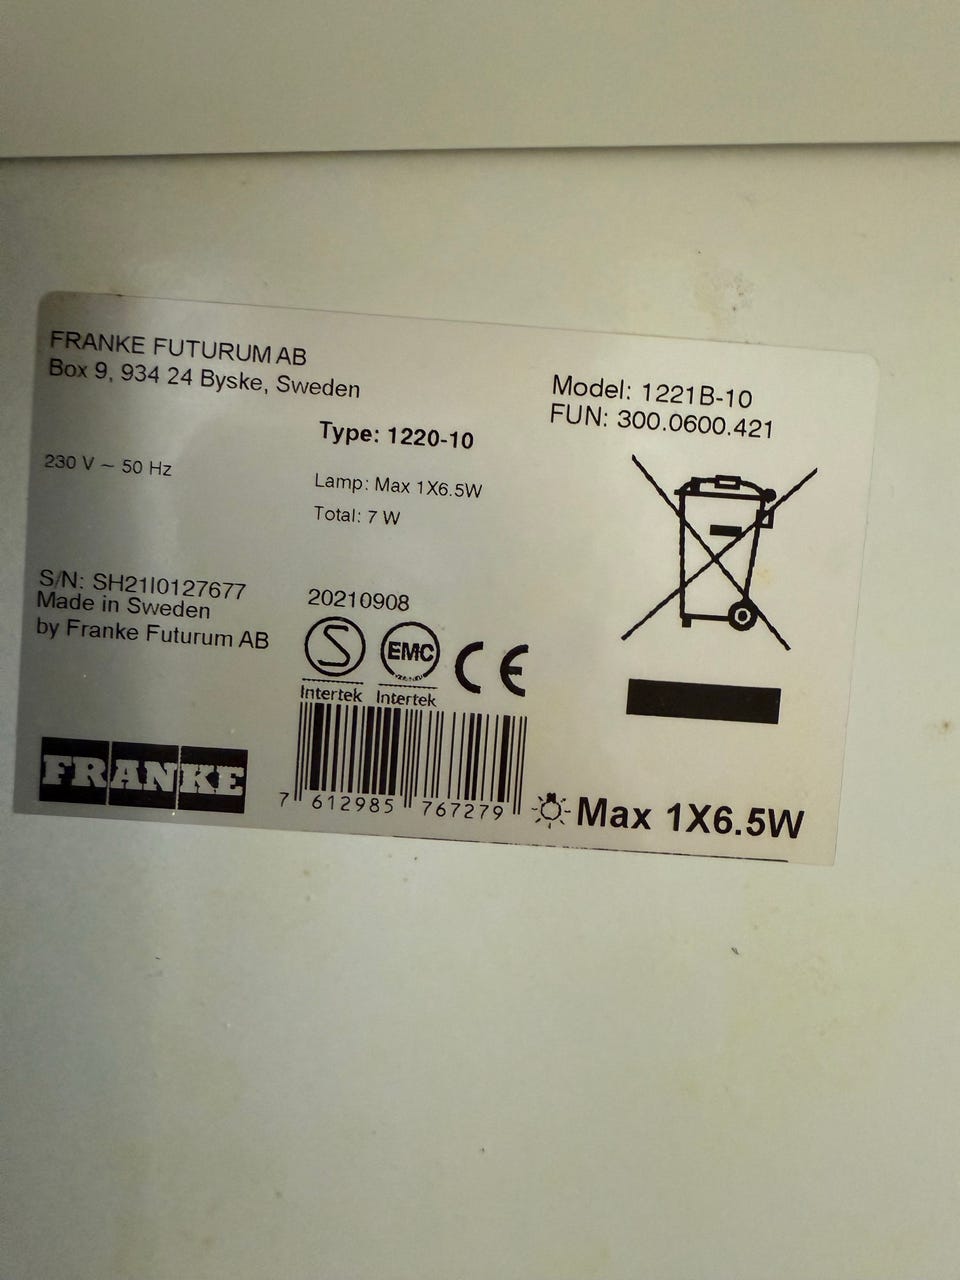 FRANKE FUTURUM AB
Box 9, 934 24 Byske, Sweden
Model: 1221B-10
FUN: 300.0600.421
Type: 1220-10
230 V ~ 50 Hz
Lamp: Max 1X6.5W
Total: 7 W
S/N: SH21I0127677
Made in Sweden
by Franke Futurum AB
20210908
S
Intertek
EMC
Intertek
CE
FRANKE
7 612985 767279
Max 1X6.5W